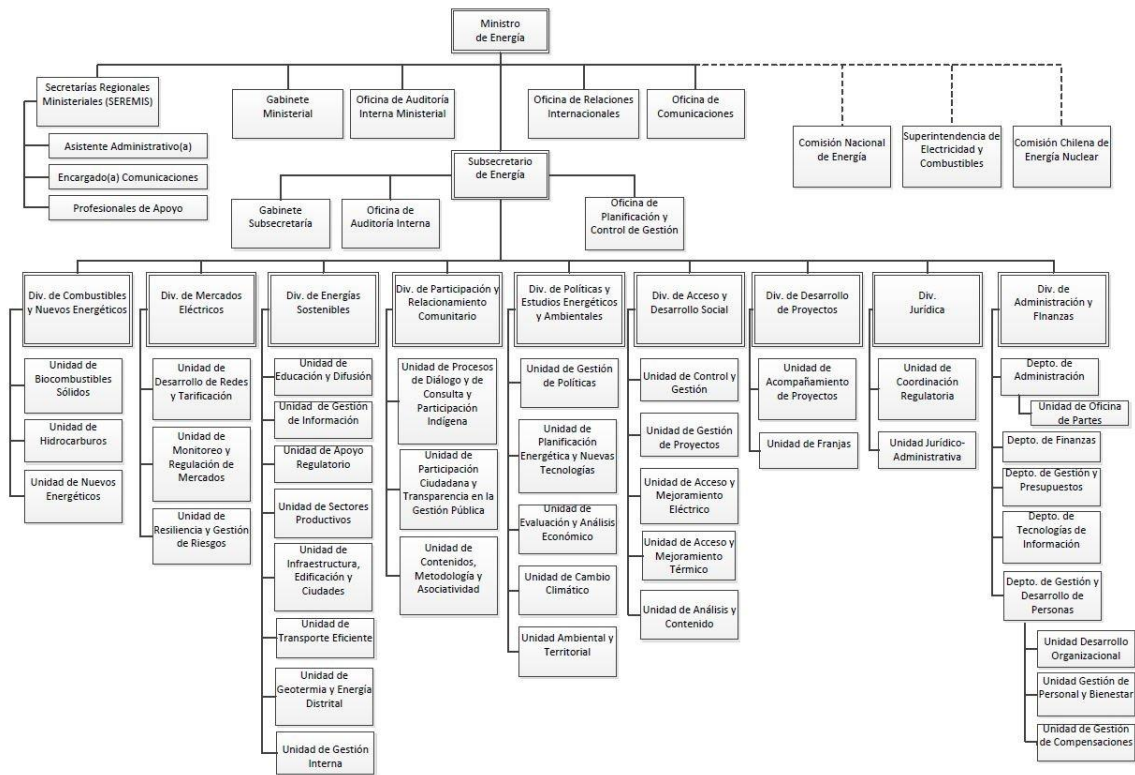 Ministro
de Energía
Secretarías Regionales
Ministeriales (SEREMIS)
Asistente Administrativo(a)
Encargado(a) Comunicaciones
Profesionales de Apoyo
Gabinete
Ministerial
Oficina de Auditoría
Interna Ministerial
Oficina de Relaciones
Internacionales
Oficina de
Comunicaciones
Comisión Nacional
de Energía
Superintendencia de
Electricidad y
Combustibles
Comisión Chilena de
Energía Nuclear
Subsecretario
de Energía
Gabinete
Subsecretaría
Oficina de
Auditoría Interna
Oficina de
Planificación y
Control de Gestión
Div. de Combustibles
y Nuevos Energéticos
Unidad de
Biocombustibles
Sólidos
Unidad de
Hidrocarburos
Unidad de Nuevos
Energéticos
Div. de Mercados
Eléctricos
Unidad de
Desarrollo de Redes
y Tarificación
Unidad de
Monitoreo y
Regulación de
Mercados
Unidad de
Resiliencia y Gestión
de Riesgos
Div. de Energías
Sostenibles
Unidad de
Educación y Difusión
Unidad de Gestión
de Información
Unidad de Apoyo
Regulatorio
Unidad de Sectores
Productivos
Unidad de
Infraestructura,
Edificación y
Ciudades
Unidad de
Transporte Eficiente
Unidad de
Geotermia y Energía
Distrital
Unidad de Gestión
Interna
Div. de Participación y
Relacionamiento
Comunitario
Unidad de Procesos
de Diálogo y de
Consulta y
Participación
Indígena
Unidad de
Participación
Ciudadana y
Transparencia en la
Gestión Pública
Unidad de
Contenidos,
Metodología y
Asociatividad
Div. de Políticas y
Estudios Energéticos
y Ambientales
Unidad de Gestión
de Políticas
Unidad de
Planificación
Energética y Nuevas
Tecnologías
Unidad de
Evaluación y Análisis
Económico
Unidad de Cambio
Climático
Unidad Ambiental y
Territorial
Div. de Acceso y
Desarrollo Social
Unidad de Control y
Gestión
Unidad de Gestión
de Proyectos
Unidad de Acceso y
Mejoramiento
Eléctrico
Unidad de Acceso y
Mejoramiento
Térmico
Unidad de Análisis y
Contenido
Div. de Desarrollo
de Proyectos
Unidad de
Acompañamiento
de Proyectos
Unidad de Franjas
Div.
Jurídica
Unidad de
Coordinación
Regulatoria
Unidad Jurídico-
Administrativa
Div. de
Administración y
FInanzas
Depto. de
Administración
Unidad de Oficina
de Partes
Depto. de Finanzas
Depto. de Gestión y
Presupuestos
Depto. de
Tecnologías de
Información
Depto. de Gestión y
Desarrollo de
Personas
Unidad Desarrollo
Organizacional
Unidad Gestión de
Personal y Bienestar
Unidad de Gestión
de Compensaciones